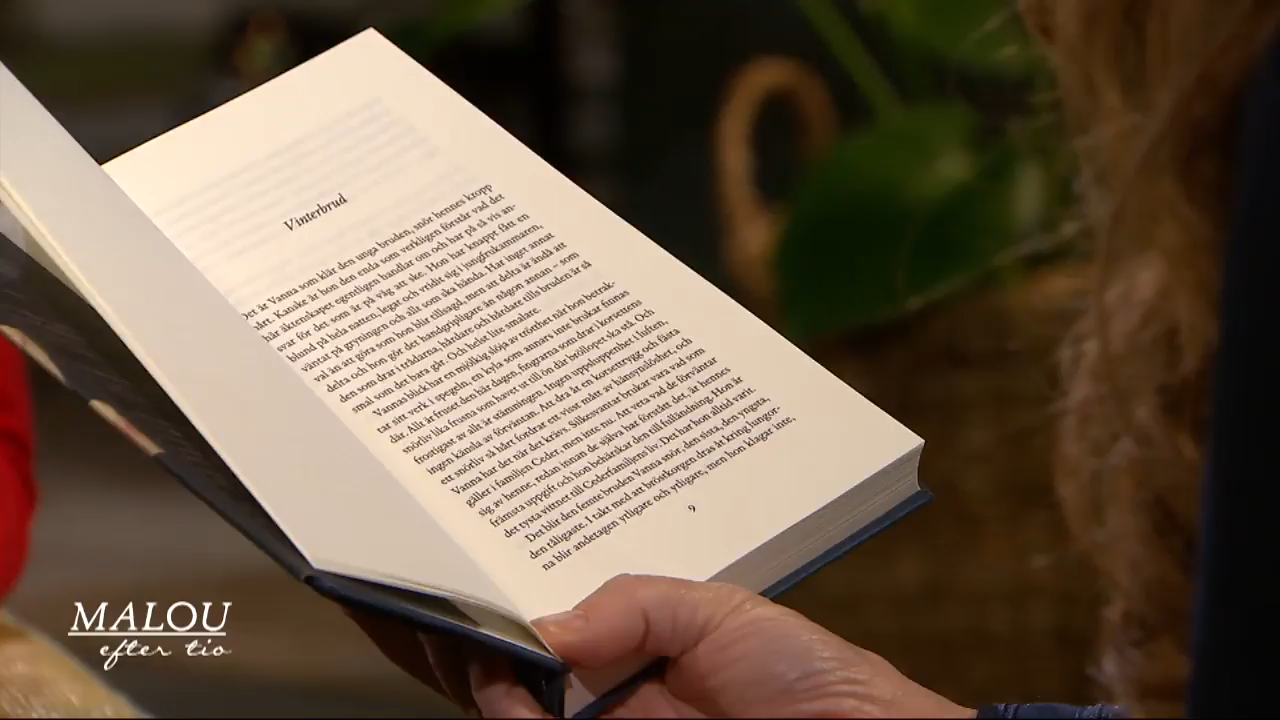 Vinterbrud
Det är Vanna som klär den unga bruden, snör hennes kropp
hårt. Kanske är hon den enda som verkligen förstår vad det
här äktenskapet egentligen handlar om och har på så vis an-
svar för det som är på väg att ske. Hon har knappt fått en
blund på hela natten, legat och vridit sig i jungfrukammaren,
väntat på gryningen och allt som ska hända. Har inget annat
val än att göra som hon blir tillsagd, men att delta är ändå att
delta och hon gör det handgripligare än någon annan – som
den som drar i trådarna, hårdare och hårdare tills bruden är så
smal som det bara går. Och helst lite smalare.
Vannas blick har en mjölkig slöja av trötthet när hon betrak-
tar sitt verk i spegeln, en kyla som annars inte brukar finnas
där. Allt är fruset den här dagen, fingrarna som drar i korsettens
snörliv lika frusna som havet ut till ön där bröllopet ska stå. Och
frostigast av allt är stämningen. Ingen uppsluppenhet i luften,
ingen känsla av förväntan. Att dra åt en korsett tryggt och fästa
ett snörliv så hårt fordrar ett visst mått av hänsynslöshet, och
Vanna har det när det krävs. Silkesvantar brukar vara vad som
gäller i familjen Ceder, men inte nu. Att veta vad de förväntar
sig av henne, redan innan de själva har förstått det, är hennes
främsta uppgift och hon behärskar den till fulländning. Hon är
det tysta vittnet till Cederfamiljens liv. Det har hon alltid varit.
Det blir den femte bruden Vanna snör, den sista, den yngsta,
den tåligaste. I takt med att bröstkorgen dras åt kring lungor-
na blir andetagen ytligare och ytligare, men hon klagar inte,
9
MALOU
efter tio